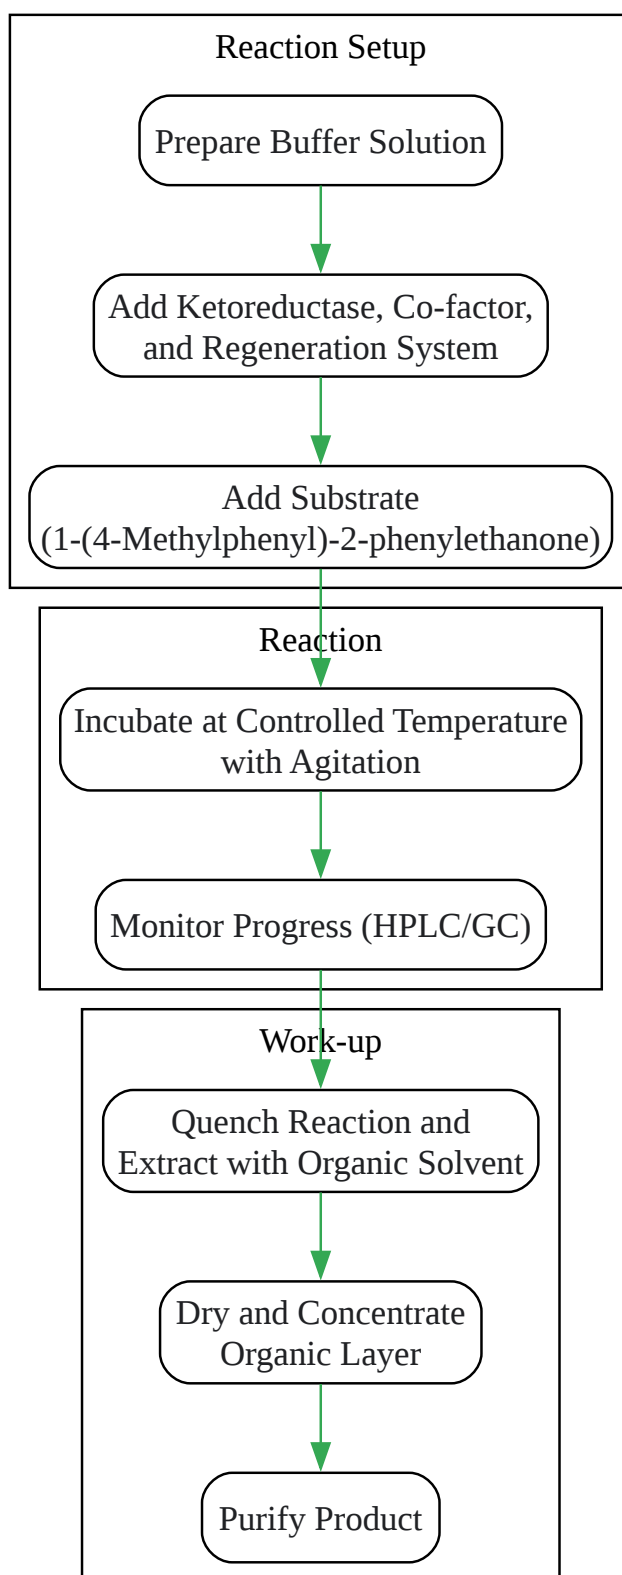 Reaction Setup
Prepare Buffer Solution
Add Ketoreductase, Co-factor,
and Regeneration System
Add Substrate
(1-(4-Methylphenyl)-2-phenylethanone)
Reaction
Incubate at Controlled Temperature
with Agitation
Monitor Progress (HPLC/GC)
Work-up
Quench Reaction and
Extract with Organic Solvent
Dry and Concentrate
Organic Layer
Purify Product